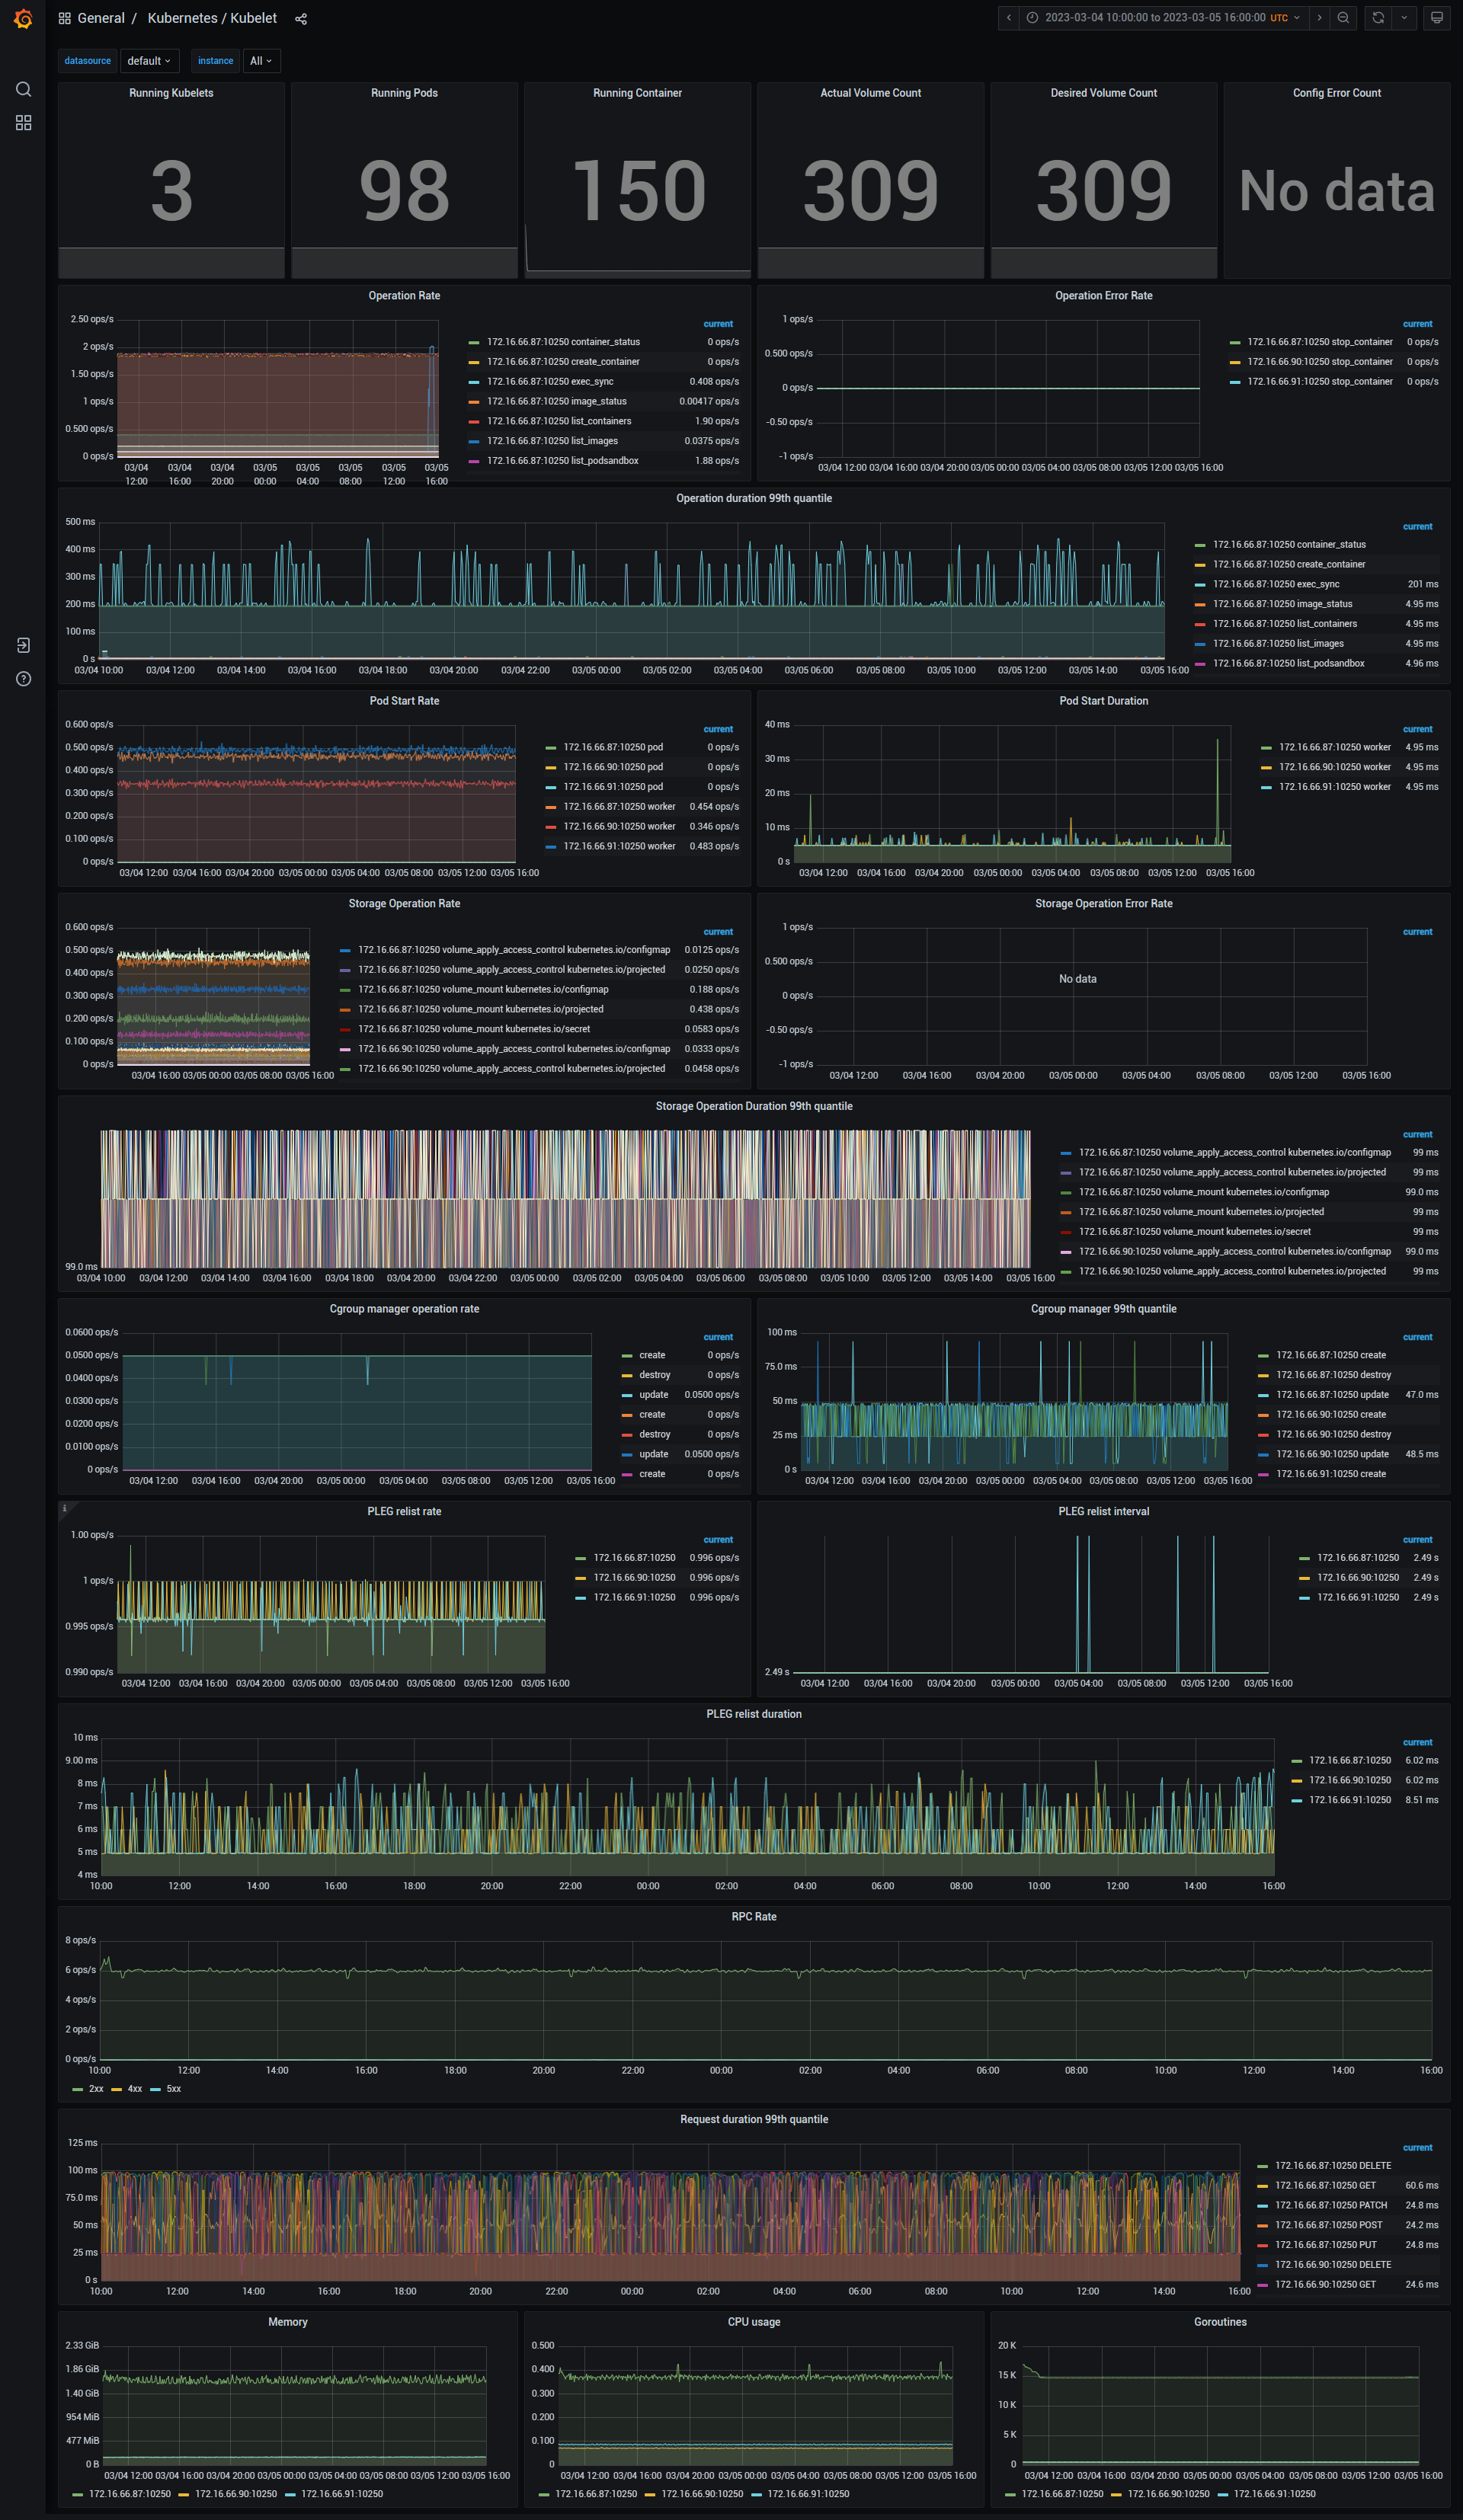 General / Kubernetes / Kubelet
2023-03-04 10:00:00 to 2023-03-05 16:00:00 UTC
datasource default instance All
Running Kubelets
3
Running Pods
98
Running Container
150
Actual Volume Count
309
Desired Volume Count
309
Config Error Count
No data
Operation Rate
2.50 ops/s
2 ops/s
1.50 ops/s
1 ops/s
0.500 ops/s
0 ops/s
03/04 12:00
03/04 16:00
03/04 20:00
03/05 00:00
03/05 04:00
03/05 08:00
03/05 12:00
03/05 16:00
current
172.16.66.87:10250 container_status 0 ops/s
172.16.66.87:10250 create_container 0 ops/s
172.16.66.87:10250 exec_sync 0.408 ops/s
172.16.66.87:10250 image_status 0.00417 ops/s
172.16.66.87:10250 list_containers 1.90 ops/s
172.16.66.87:10250 list_images 0.0375 ops/s
172.16.66.87:10250 list_podsandbox 1.88 ops/s
Operation Error Rate
1 ops/s
0.500 ops/s
0 ops/s
-0.50 ops/s
-1 ops/s
03/04 12:00 03/04 16:00 03/04 20:00 03/05 00:00 03/05 04:00 03/05 08:00 03/05 12:00 03/05 16:00
current
172.16.66.87:10250 stop_container 0 ops/s
172.16.66.90:10250 stop_container 0 ops/s
172.16.66.91:10250 stop_container 0 ops/s
Operation duration 99th quantile
500 ms
400 ms
300 ms
200 ms
100 ms
0 s
03/04 10:00 03/04 12:00 03/04 14:00 03/04 16:00 03/04 18:00 03/04 20:00 03/04 22:00 03/05 00:00 03/05 02:00 03/05 04:00 03/05 06:00 03/05 08:00 03/05 10:00 03/05 12:00 03/05 14:00 03/05 16:00
current
172.16.66.87:10250 container_status
172.16.66.87:10250 create_container
172.16.66.87:10250 exec_sync 201 ms
172.16.66.87:10250 image_status 4.95 ms
172.16.66.87:10250 list_containers 4.95 ms
172.16.66.87:10250 list_images 4.95 ms
172.16.66.87:10250 list_podsandbox 4.96 ms
Pod Start Rate
0.600 ops/s
0.500 ops/s
0.400 ops/s
0.300 ops/s
0.200 ops/s
0.100 ops/s
0 ops/s
03/04 12:00 03/04 16:00 03/04 20:00 03/05 00:00 03/05 04:00 03/05 08:00 03/05 12:00 03/05 16:00
current
172.16.66.87:10250 pod 0 ops/s
172.16.66.90:10250 pod 0 ops/s
172.16.66.91:10250 pod 0 ops/s
172.16.66.87:10250 worker 0.454 ops/s
172.16.66.90:10250 worker 0.346 ops/s
172.16.66.91:10250 worker 0.483 ops/s
Pod Start Duration
40 ms
30 ms
20 ms
10 ms
0 s
03/04 12:00 03/04 16:00 03/04 20:00 03/05 00:00 03/05 04:00 03/05 08:00 03/05 12:00 03/05 16:00
current
172.16.66.87:10250 worker 4.95 ms
172.16.66.90:10250 worker 4.95 ms
172.16.66.91:10250 worker 4.95 ms
Storage Operation Rate
0.600 ops/s
0.500 ops/s
0.400 ops/s
0.300 ops/s
0.200 ops/s
0.100 ops/s
0 ops/s
03/04 16:00 03/05 00:00 03/05 08:00 03/05 16:00
current
172.16.66.87:10250 volume_apply_access_control kubernetes.io/configmap 0.0125 ops/s
172.16.66.87:10250 volume_apply_access_control kubernetes.io/projected 0.0250 ops/s
172.16.66.87:10250 volume_mount kubernetes.io/configmap 0.188 ops/s
172.16.66.87:10250 volume_mount kubernetes.io/projected 0.438 ops/s
172.16.66.87:10250 volume_mount kubernetes.io/secret 0.0583 ops/s
172.16.66.90:10250 volume_apply_access_control kubernetes.io/configmap 0.0333 ops/s
172.16.66.90:10250 volume_apply_access_control kubernetes.io/projected 0.0458 ops/s
Storage Operation Error Rate
1 ops/s
0.500 ops/s
0 ops/s
-0.50 ops/s
-1 ops/s
No data
03/04 12:00 03/04 16:00 03/04 20:00 03/05 00:00 03/05 04:00 03/05 08:00 03/05 12:00 03/05 16:00
current
Storage Operation Duration 99th quantile
99.0 ms
03/04 10:00 03/04 12:00 03/04 14:00 03/04 16:00 03/04 18:00 03/04 20:00 03/04 22:00 03/05 00:00 03/05 02:00 03/05 04:00 03/05 06:00 03/05 08:00 03/05 10:00 03/05 12:00 03/05 14:00 03/05 16:00
current
172.16.66.87:10250 volume_apply_access_control kubernetes.io/configmap 99 ms
172.16.66.87:10250 volume_apply_access_control kubernetes.io/projected 99 ms
172.16.66.87:10250 volume_mount kubernetes.io/configmap 99.0 ms
172.16.66.87:10250 volume_mount kubernetes.io/projected 99 ms
172.16.66.87:10250 volume_mount kubernetes.io/secret 99 ms
172.16.66.90:10250 volume_apply_access_control kubernetes.io/configmap 99.0 ms
172.16.66.90:10250 volume_apply_access_control kubernetes.io/projected 99 ms
Cgroup manager operation rate
0.0600 ops/s
0.0500 ops/s
0.0400 ops/s
0.0300 ops/s
0.0200 ops/s
0.0100 ops/s
0 ops/s
03/04 12:00 03/04 16:00 03/04 20:00 03/05 00:00 03/05 04:00 03/05 08:00 03/05 12:00 03/05 16:00
current
create 0 ops/s
destroy 0 ops/s
update 0.0500 ops/s
create 0 ops/s
destroy 0 ops/s
update 0.0500 ops/s
create 0 ops/s
Cgroup manager 99th quantile
100 ms
75.0 ms
50 ms
25 ms
0 s
03/04 12:00 03/04 16:00 03/04 20:00 03/05 00:00 03/05 04:00 03/05 08:00 03/05 12:00 03/05 16:00
current
172.16.66.87:10250 create
172.16.66.87:10250 destroy
172.16.66.87:10250 update 47.0 ms
172.16.66.90:10250 create
172.16.66.90:10250 destroy
172.16.66.90:10250 update 48.5 ms
172.16.66.91:10250 create
PLEG relist rate
1.00 ops/s
1 ops/s
0.995 ops/s
0.990 ops/s
03/04 12:00 03/04 16:00 03/04 20:00 03/05 00:00 03/05 04:00 03/05 08:00 03/05 12:00 03/05 16:00
current
172.16.66.87:10250 0.996 ops/s
172.16.66.90:10250 0.996 ops/s
172.16.66.91:10250 0.996 ops/s
PLEG relist interval
2.49 s
03/04 12:00 03/04 16:00 03/04 20:00 03/05 00:00 03/05 04:00 03/05 08:00 03/05 12:00 03/05 16:00
current
172.16.66.87:10250 2.49 s
172.16.66.90:10250 2.49 s
172.16.66.91:10250 2.49 s
PLEG relist duration
10 ms
9.00 ms
8 ms
7 ms
6 ms
5 ms
4 ms
10:00 12:00 14:00 16:00 18:00 20:00 22:00 00:00 02:00 04:00 06:00 08:00 10:00 12:00 14:00 16:00
current
172.16.66.87:10250 6.02 ms
172.16.66.90:10250 6.02 ms
172.16.66.91:10250 8.51 ms
RPC Rate
8 ops/s
6 ops/s
4 ops/s
2 ops/s
0 ops/s
10:00 12:00 14:00 16:00 18:00 20:00 22:00 00:00 02:00 04:00 06:00 08:00 10:00 12:00 14:00 16:00
2xx 4xx 5xx
Request duration 99th quantile
125 ms
100 ms
75.0 ms
50 ms
25 ms
0 s
10:00 12:00 14:00 16:00 18:00 20:00 22:00 00:00 02:00 04:00 06:00 08:00 10:00 12:00 14:00 16:00
current
172.16.66.87:10250 DELETE
172.16.66.87:10250 GET 60.6 ms
172.16.66.87:10250 PATCH 24.8 ms
172.16.66.87:10250 POST 24.2 ms
172.16.66.87:10250 PUT 24.8 ms
172.16.66.90:10250 DELETE
172.16.66.90:10250 GET 24.6 ms
Memory
2.33 GiB
1.86 GiB
1.40 GiB
954 MiB
477 MiB
0 B
03/04 12:00 03/04 16:00 03/04 20:00 03/05 00:00 03/05 04:00 03/05 08:00 03/05 12:00 03/05 16:00
172.16.66.87:10250 172.16.66.90:10250 172.16.66.91:10250
CPU usage
0.500
0.400
0.300
0.200
0.100
0
03/04 12:00 03/04 16:00 03/04 20:00 03/05 00:00 03/05 04:00 03/05 08:00 03/05 12:00 03/05 16:00
172.16.66.87:10250 172.16.66.90:10250 172.16.66.91:10250
Goroutines
20 K
15 K
10 K
5 K
0
03/04 12:00 03/04 16:00 03/04 20:00 03/05 00:00 03/05 04:00 03/05 08:00 03/05 12:00 03/05 16:00
172.16.66.87:10250 172.16.66.90:10250 172.16.66.91:10250